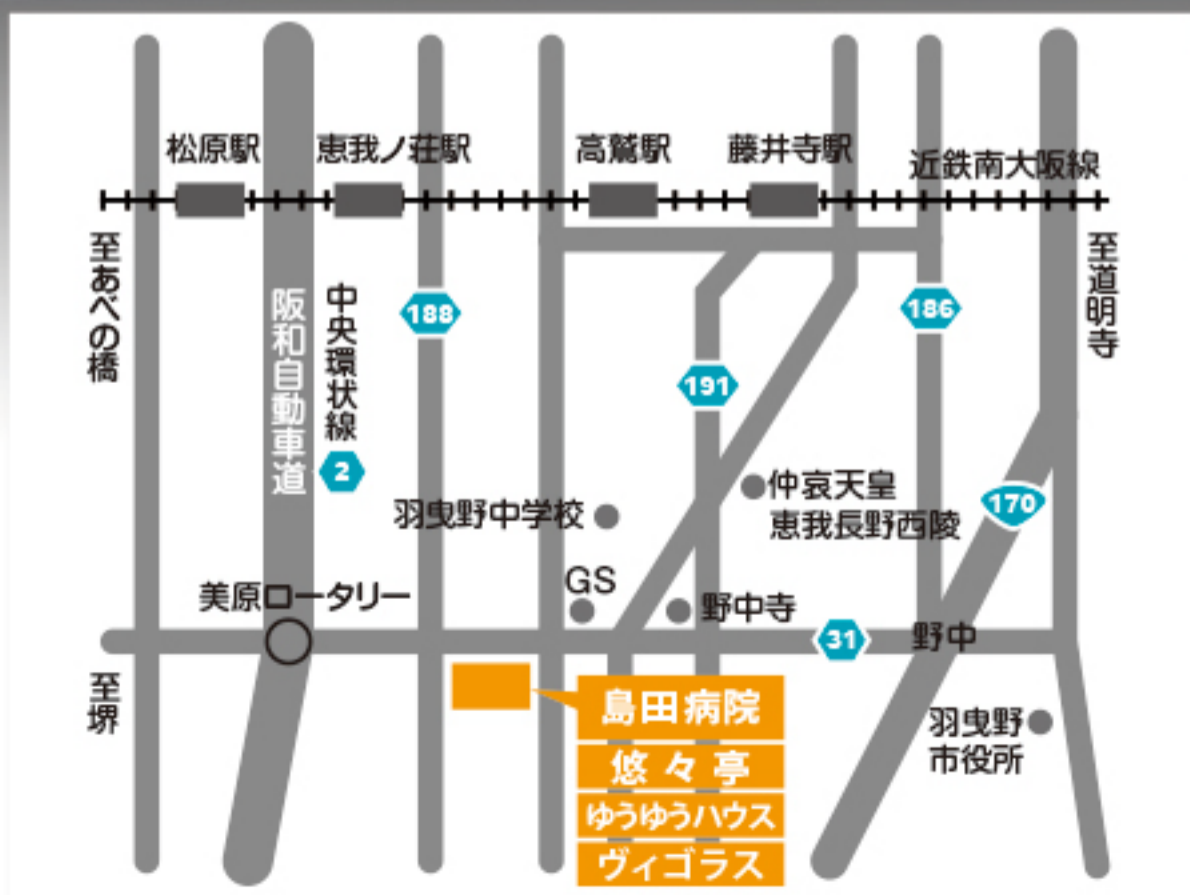 松原駅
恵我ノ荘駅
高鷲駅
藤井寺駅
近鉄南大阪線
至あべの橋
至道明寺
阪和自動車道
中央環状線
188
186
191
2
170
仲哀天皇
恵我長野西陵
羽曳野中学校
GS
野中寺
美原ロータリー
31
野中
至堺
島田病院
悠々亭
ゆうゆうハウス
ヴィゴラス
羽曳野
市役所